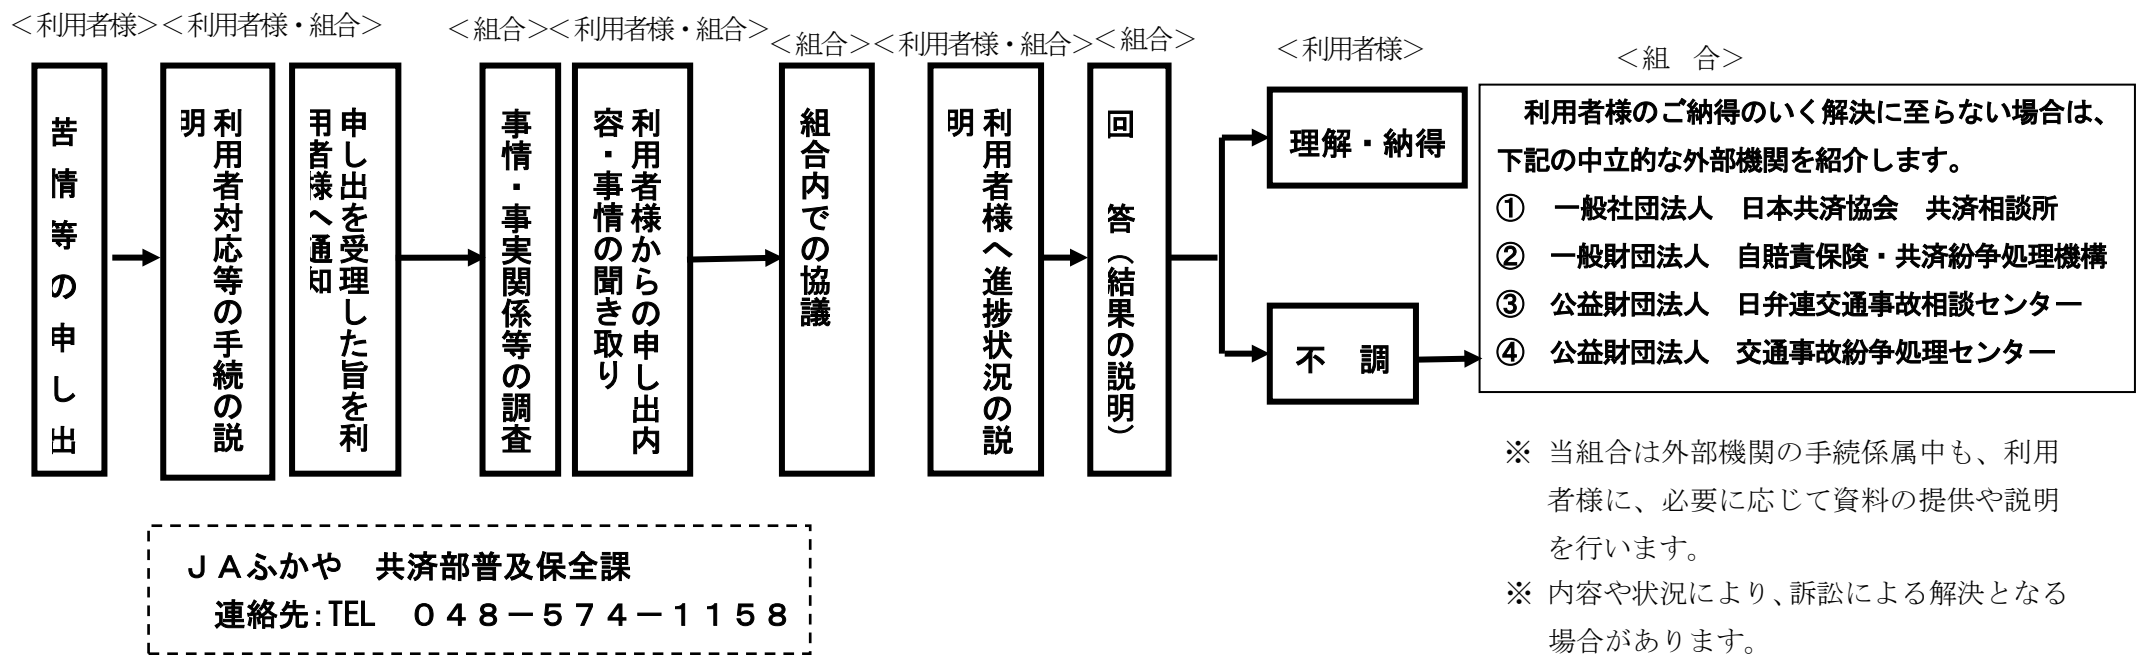 ＜利用者様＞
＜利用者様・組合＞
＜組合＞
＜利用者様・組合＞
＜組合＞
＜利用者様・組合＞
＜組合＞
＜利用者様＞
＜組　合＞
苦情等の申し出
利用者対応等の手続の説
明
申し出を受理した旨を利
用者様へ通知
事情・事実関係等の調査
利用者様からの申し出内
容・事情の聞き取り
組合内での協議
利用者様へ進捗状況の説
明
回　答（結果の説明）
理解・納得
不　調
利用者様のご納得のいく解決に至らない場合は、
下記の中立的な外部機関を紹介します。
①　一般社団法人　日本共済協会　共済相談所
②　一般財団法人　自賠責保険・共済紛争処理機構
③　公益財団法人　日弁連交通事故相談センター
④　公益財団法人　交通事故紛争処理センター
※ 当組合は外部機関の手続係属中も、利用
者様に、必要に応じて資料の提供や説明
を行います。
※ 内容や状況により、訴訟による解決となる
場合があります。
ＪＡふかや　共済部普及保全課
連絡先：TEL　０４８－５７４－１１５８